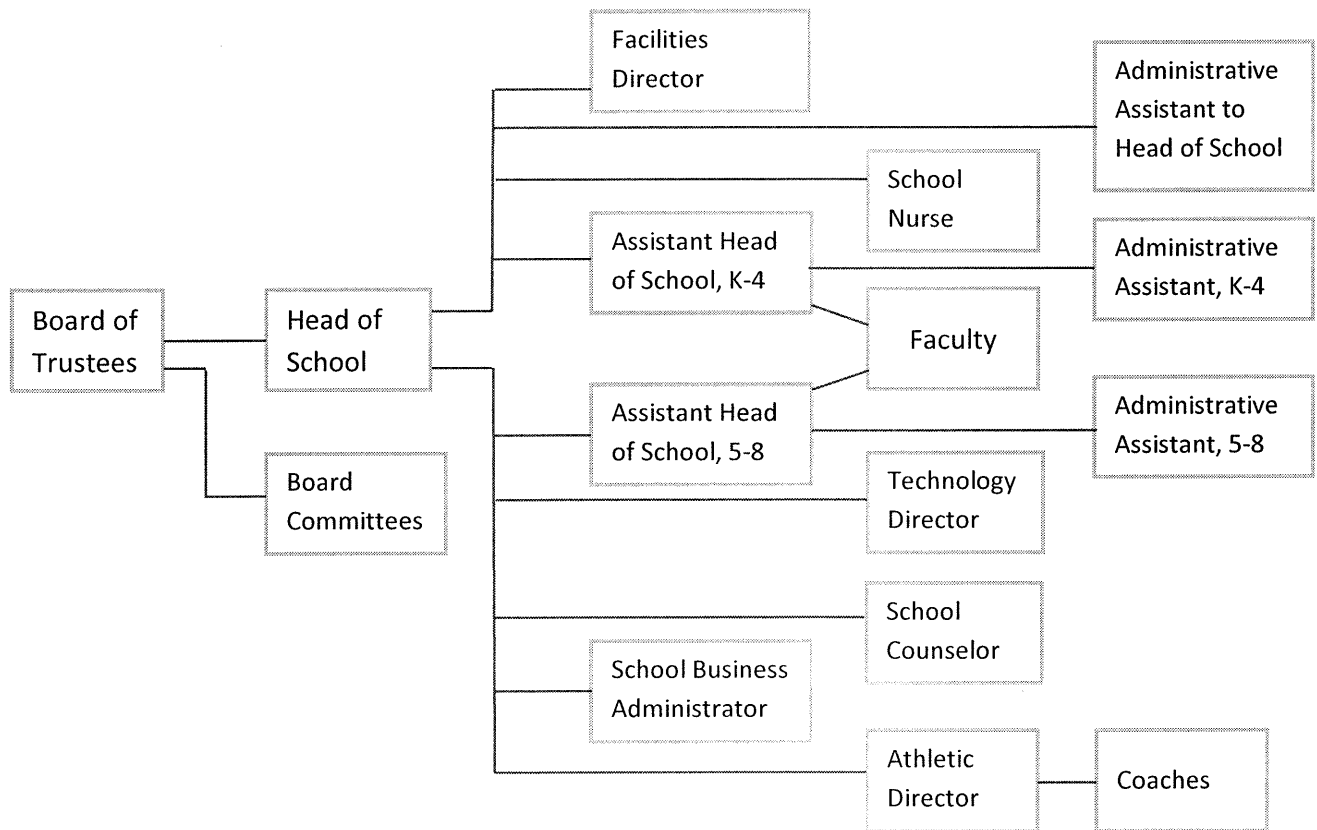 Facilities
Director
Administrative
Assistant to
Head of School
School
Nurse
Assistant Head
of School, K-4
Administrative
Assistant, K-4
Board of
Trustees
Head of
School
Faculty
Assistant Head
of School, 5-8
Administrative
Assistant, 5-8
Board
Committees
Technology
Director
School
Counselor
School Business
Administrator
Athletic
Director
Coaches